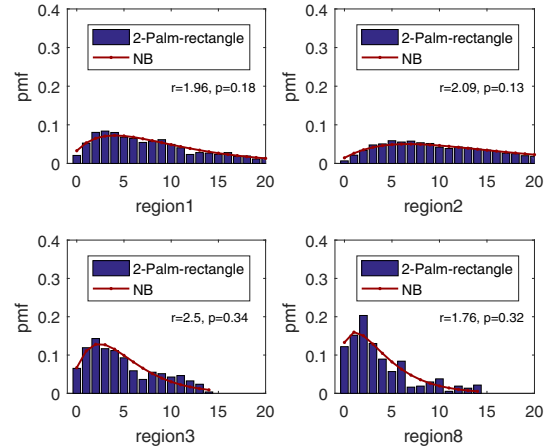 0.4
0.3
0.2
0.1
0
pmf
2-Palm-rectangle
NB
r=1.96, p=0.18
0 5 10 15 20
region1
0.4
0.3
0.2
0.1
0
pmf
2-Palm-rectangle
NB
r=2.09, p=0.13
0 5 10 15 20
region2
0.4
0.3
0.2
0.1
0
pmf
2-Palm-rectangle
NB
r=2.5, p=0.34
0 5 10 15 20
region3
0.4
0.3
0.2
0.1
0
pmf
2-Palm-rectangle
NB
r=1.76, p=0.32
0 5 10 15 20
region8